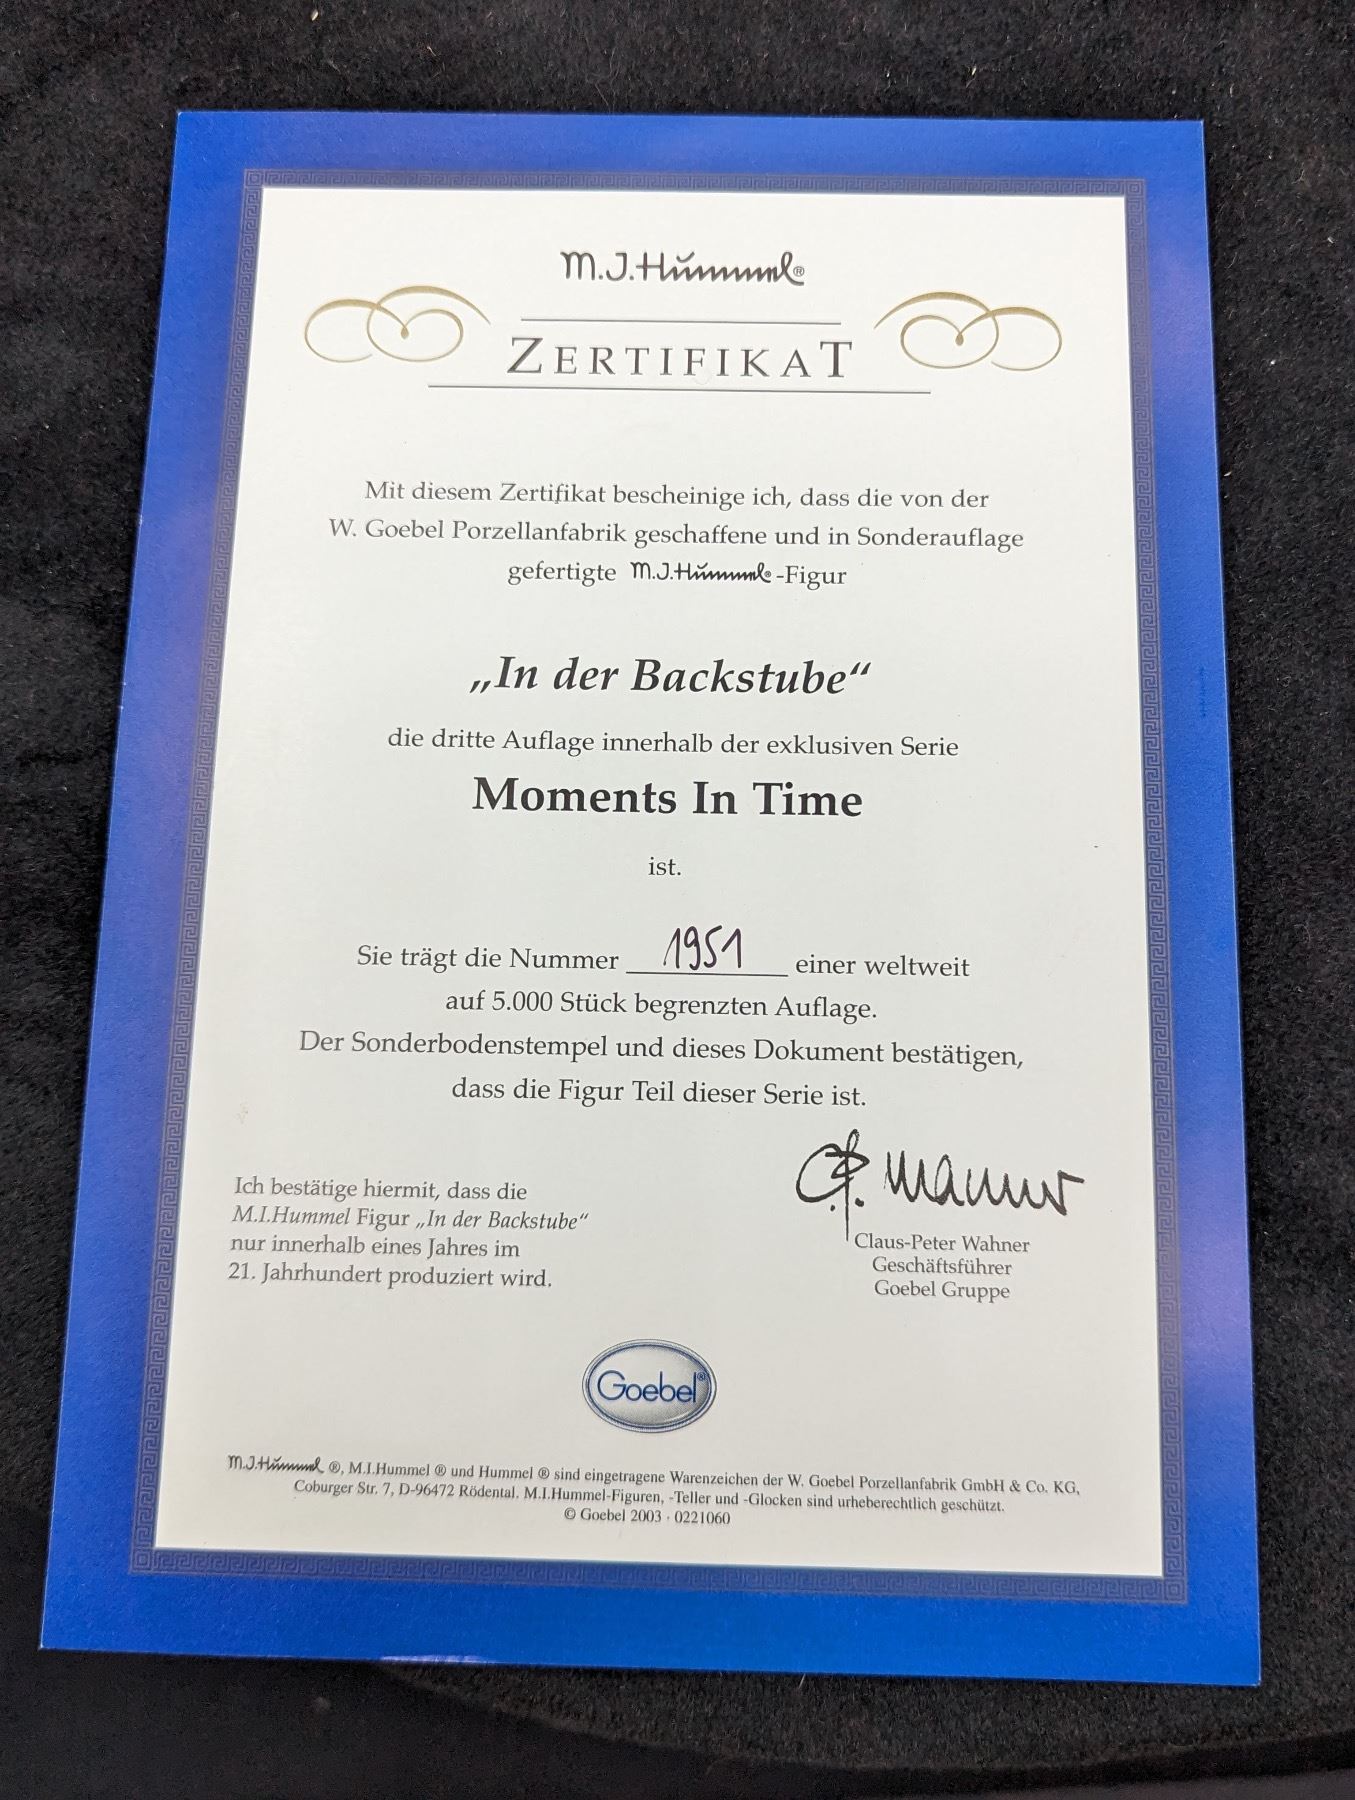 M.J.Hummel®
ZERTIFIKAT
Mit diesem Zertifikat bescheinige ich, dass die von der
W. Goebel Porzellanfabrik geschaffene und in Sonderauflage
gefertigte M.J.Hummel®-Figur
„In der Backstube“
die dritte Auflage innerhalb der exklusiven Serie
Moments In Time
ist.
Sie trägt die Nummer 1951 einer weltweit
auf 5.000 Stück begrenzten Auflage.
Der Sonderbodenstempel und dieses Dokument bestätigen,
dass die Figur Teil dieser Serie ist.
Ich bestätige hiermit, dass die
M.I.Hummel Figur „In der Backstube“
nur innerhalb eines Jahres im
21. Jahrhundert produziert wird.
Claus-Peter Wahner
Geschäftsführer
Goebel Gruppe
Goebel®
M.J.Hummel ®, M.I.Hummel ® und Hummel ® sind eingetragene Warenzeichen der W. Goebel Porzellanfabrik GmbH & Co. KG,
Coburger Str. 7, D-96472 Rödental. M.I.Hummel-Figuren, -Teller und -Glocken sind urheberrechtlich geschützt.
© Goebel 2003 · 0221060